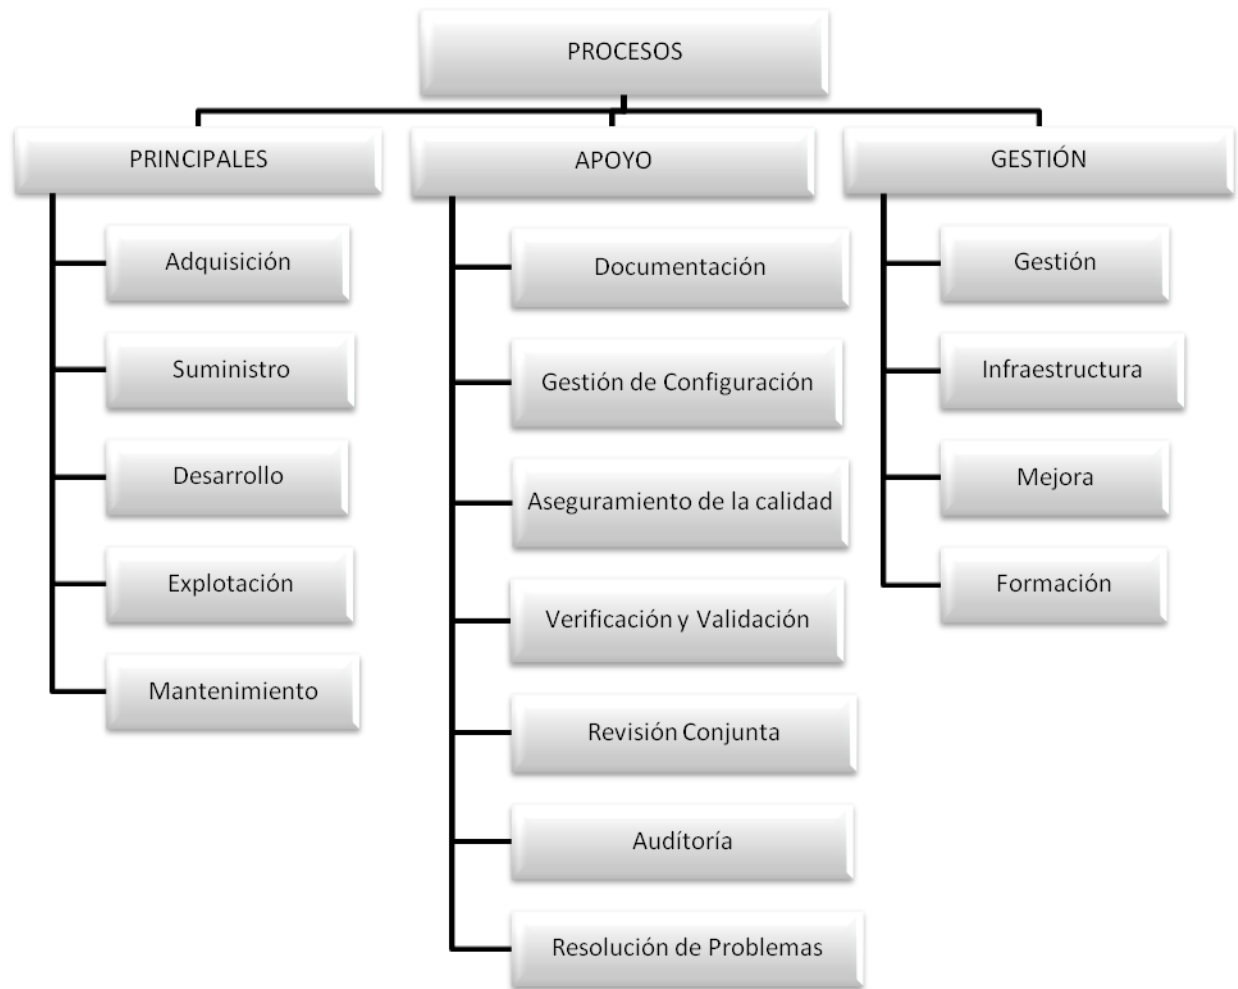 PROCESOS
PRINCIPALES
Adquisición
Suministro
Desarrollo
Explotación
Mantenimiento
APOYO
Documentación
Gestión de Configuración
Aseguramiento de la calidad
Verificación y Validación
Revisión Conjunta
Audítoría
Resolución de Problemas
GESTIÓN
Gestión
Infraestructura
Mejora
Formación